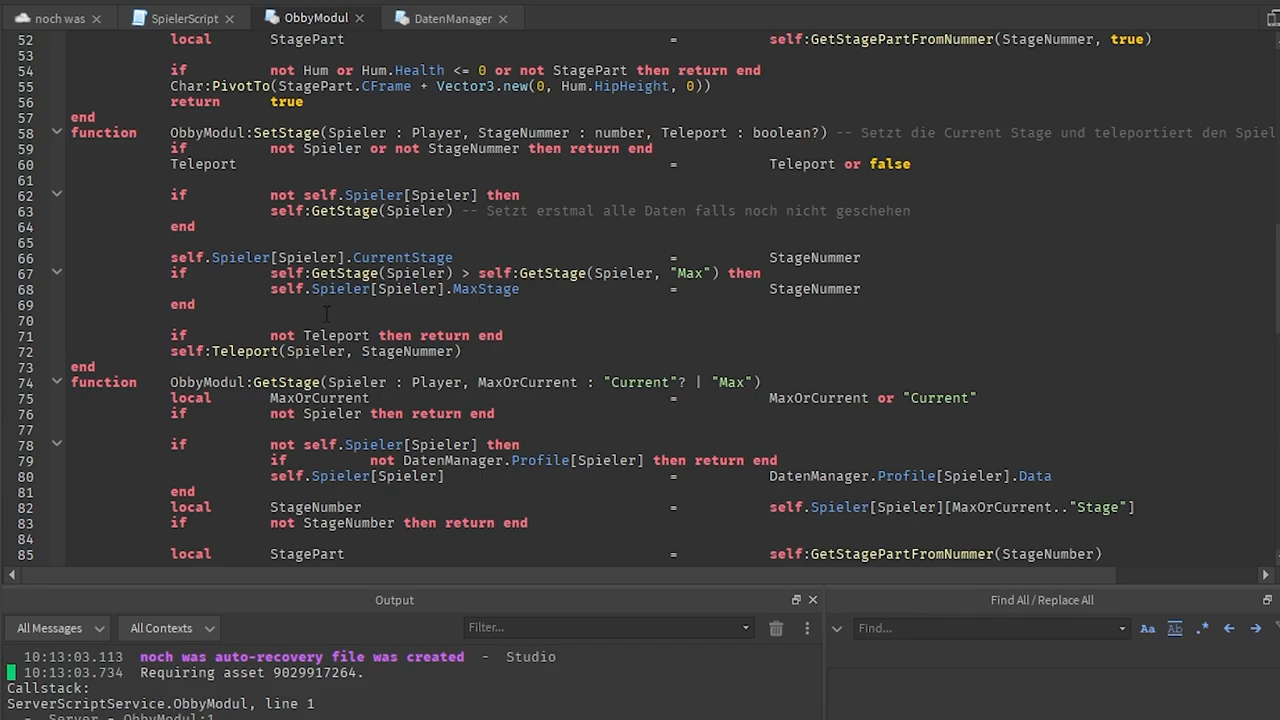 noch was
SpielerScript
ObbyModul
DatenManager
52 local StagePart = self:GetStagePartFromNummer(StageNummer, true)
53
54 if not Hum or Hum.Health <= 0 or not StagePart then return end
55 Char:PivotTo(StagePart.CFrame + Vector3.new(0, Hum.HipHeight, 0))
56 return true
57 end
58 function ObbyModul:SetStage(Spieler : Player, StageNummer : number, Teleport : boolean?) -- Setzt die Current Stage und teleportiert den Spiel
59 if not Spieler or not StageNummer then return end
60 Teleport = Teleport or false
61
62 if not self.Spieler[Spieler] then
63 self:GetStage(Spieler) -- Setzt erstmal alle Daten falls noch nicht geschehen
64 end
65
66 self.Spieler[Spieler].CurrentStage = StageNummer
67 if self:GetStage(Spieler) > self:GetStage(Spieler, "Max") then
68 self.Spieler[Spieler].MaxStage = StageNummer
69 end
70
71 if not Teleport then return end
72 self:Teleport(Spieler, StageNummer)
73 end
74 function ObbyModul:GetStage(Spieler : Player, MaxOrCurrent : "Current"? | "Max")
75 local MaxOrCurrent = MaxOrCurrent or "Current"
76 if not Spieler then return end
77
78 if not self.Spieler[Spieler] then
79 if not DatenManager.Profile[Spieler] then return end
80 self.Spieler[Spieler] = DatenManager.Profile[Spieler].Data
81 end
82 local StageNumber = self.Spieler[Spieler][MaxOrCurrent.."Stage"]
83 if not StageNumber then return end
84
85 local StagePart = self:GetStagePartFromNummer(StageNumber)
Output
Find All / Replace All
All Messages
All Contexts
Filter...
Find...
Aa
Ab
.*
10:13:03.113 noch was auto-recovery file was created - Studio
10:13:03.734 Requiring asset 9029917264.
Callstack:
ServerScriptService.ObbyModul, line 1
- Server - ObbyModul:1